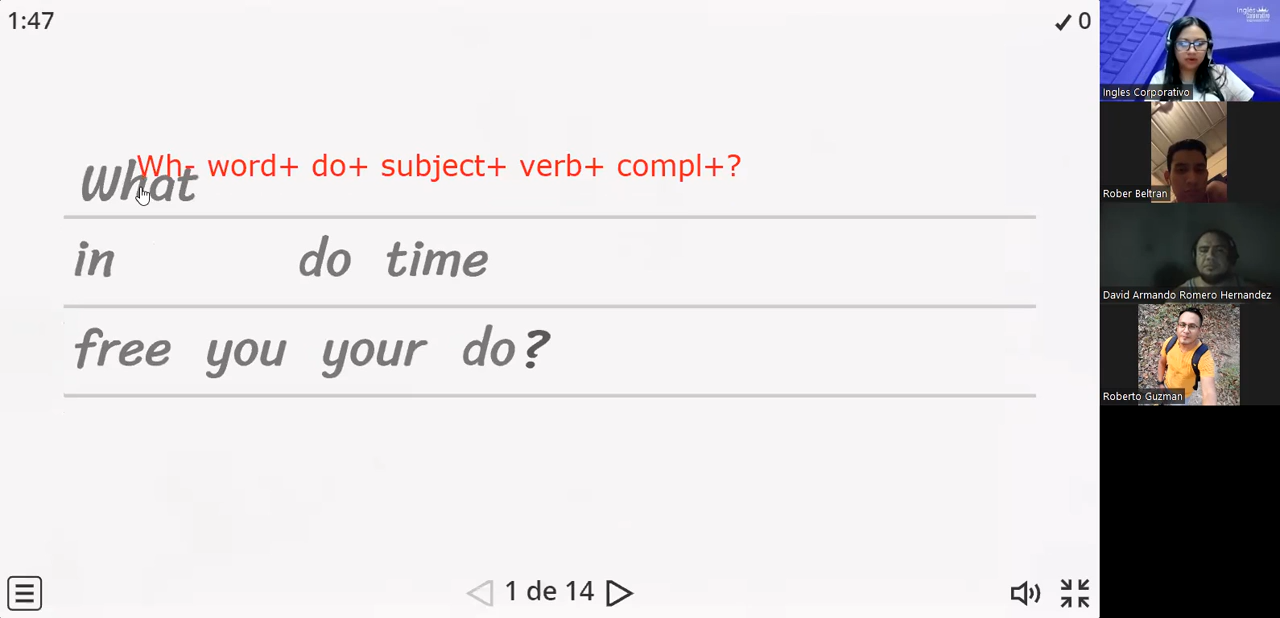 1:47
✓ 0
Wh- word+ do+ subject+ verb+ compl+?
What
in do time
free you your do?
1 de 14
Ingles Corporativo
Rober Beltran
David Armando Romero Hernandez
Roberto Guzman